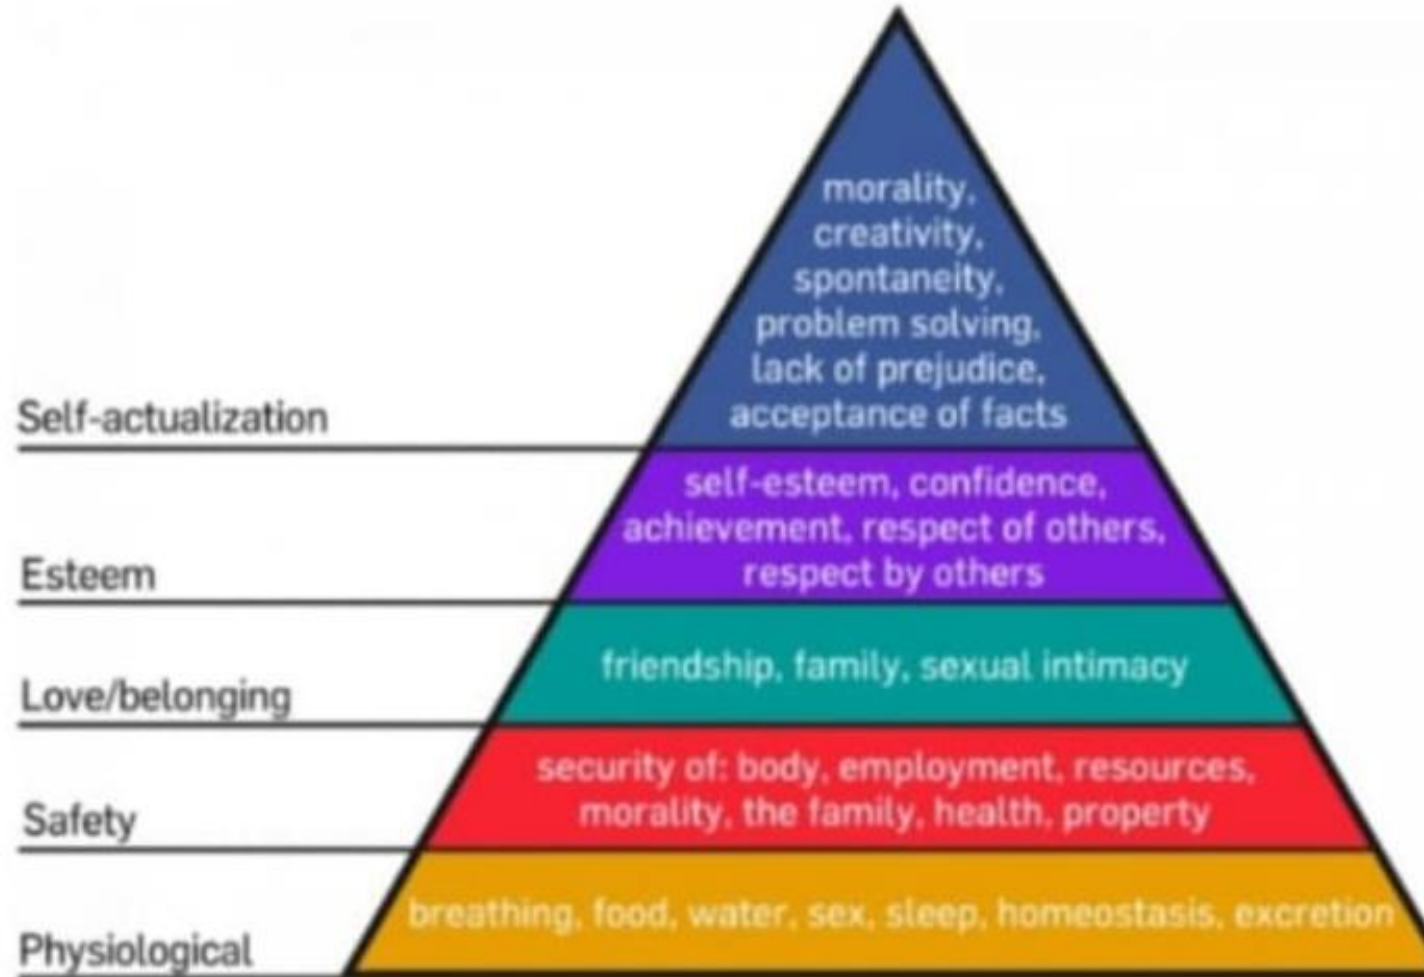 morality,
creativity,
spontaneity,
problem solving,
lack of prejudice,
acceptance of facts
Self-actualization
self-esteem, confidence,
achievement, respect of others,
respect by others
Esteem
friendship, family, sexual intimacy
Love/belonging
security of: body, employment, resources,
morality, the family, health, property
Safety
breathing, food, water, sex, sleep, homeostasis, excretion
Physiological